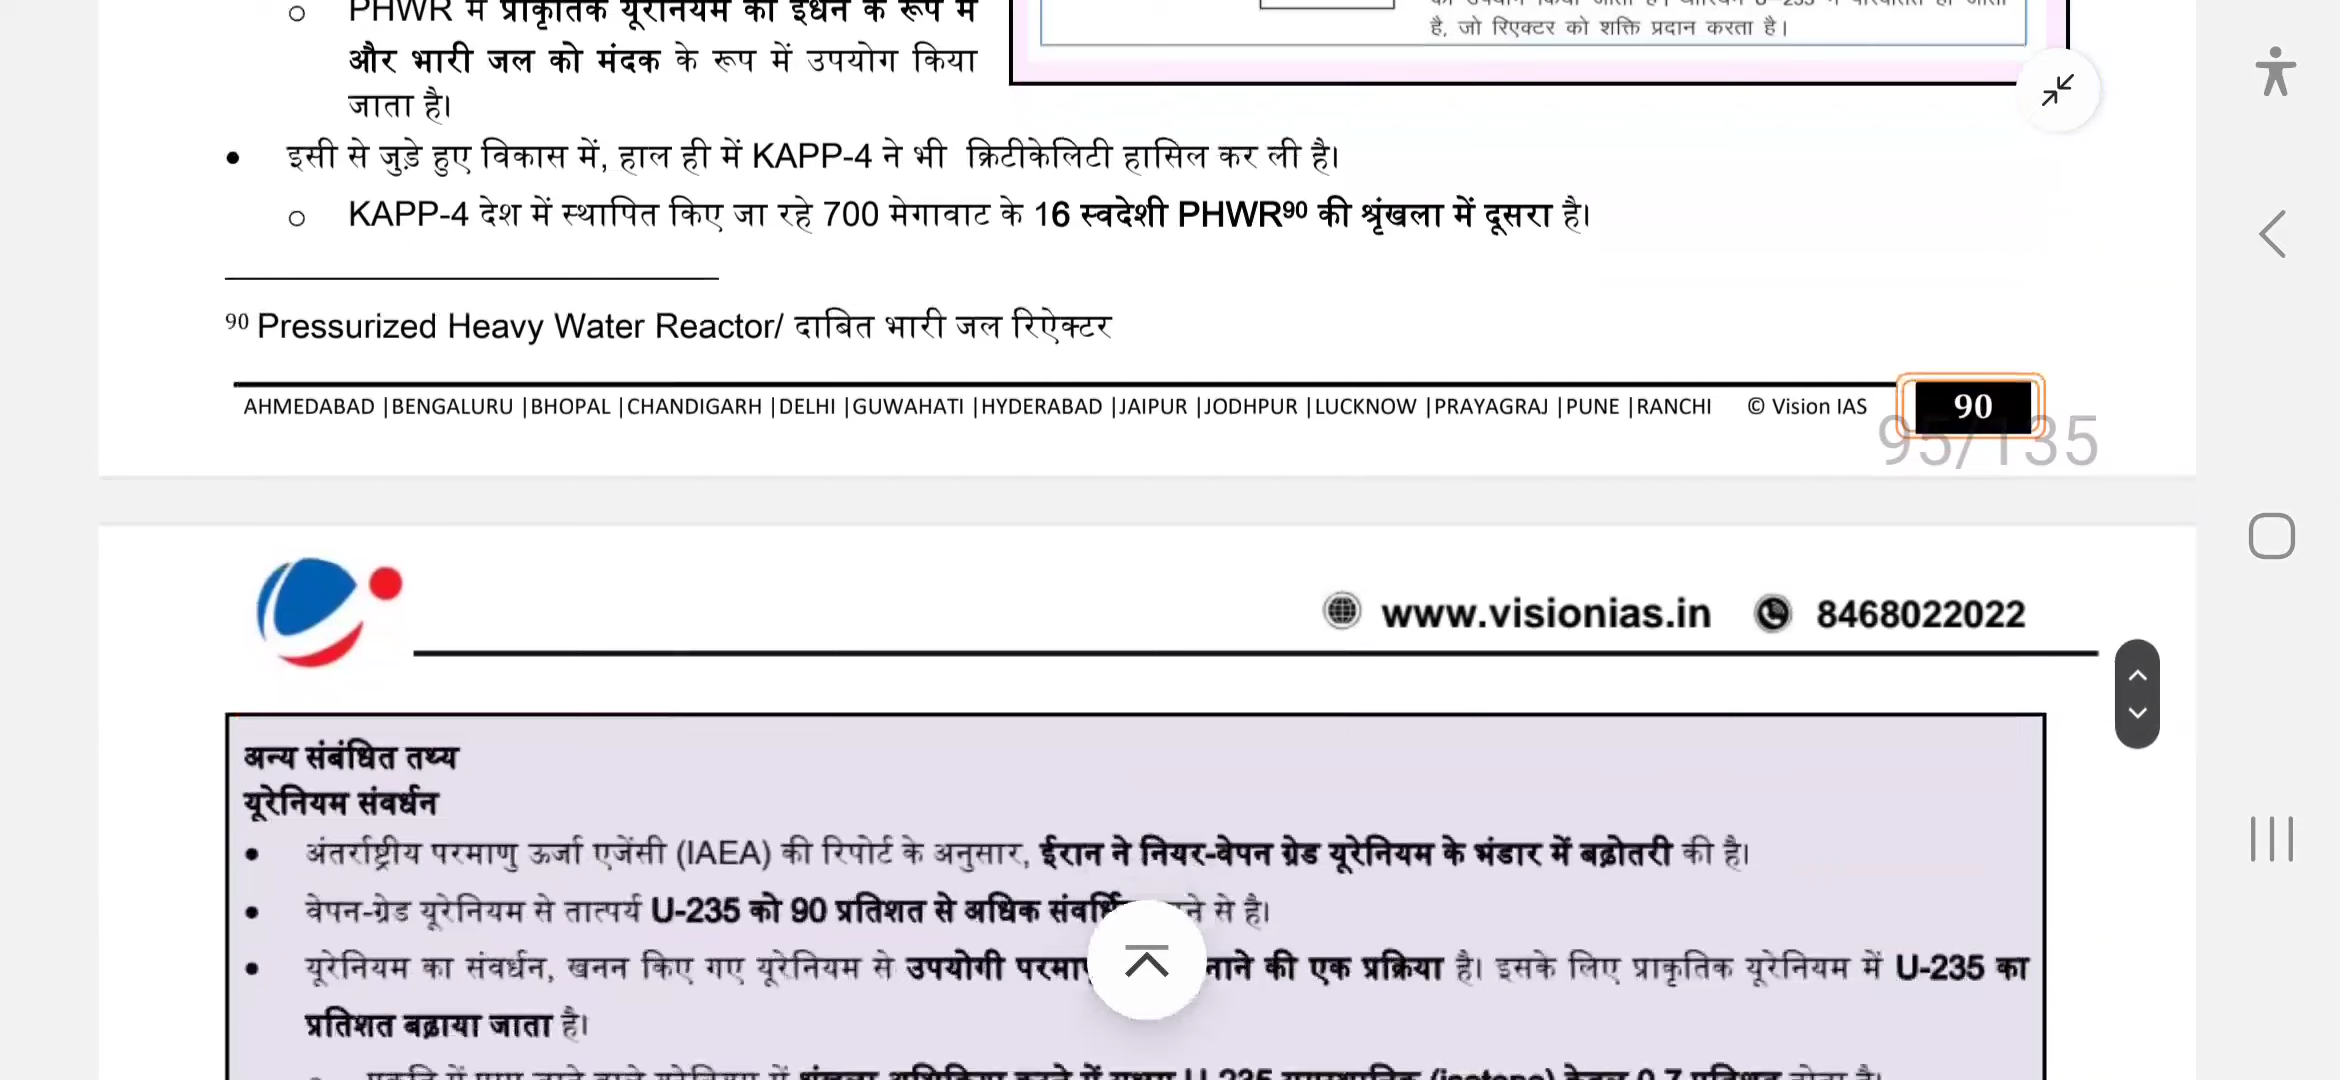 PHWR में प्राकृतिक यूरेनियम को ईंधन के रूप में
और भारी जल को मंदक के रूप में उपयोग किया
जाता है।
है, जो रिएक्टर को शक्ति प्रदान करता है।
• इसी से जुड़े हुए विकास में, हाल ही में KAPP-4 ने भी क्रिटीकेलिटी हासिल कर ली है।
o KAPP-4 देश में स्थापित किए जा रहे 700 मेगावाट के 16 स्वदेशी PHWR90 की श्रृंखला में दूसरा है।
90 Pressurized Heavy Water Reactor/ दाबित भारी जल रिऐक्टर
AHMEDABAD |BENGALURU |BHOPAL |CHANDIGARH |DELHI |GUWAHATI |HYDERABAD |JAIPUR |JODHPUR |LUCKNOW |PRAYAGRAJ |PUNE |RANCHI © Vision IAS 90
95/135
www.visionias.in 8468022022
अन्य संबंधित तथ्य
यूरेनियम संवर्धन
• अंतर्राष्ट्रीय परमाणु ऊर्जा एजेंसी (IAEA) की रिपोर्ट के अनुसार, ईरान ने नियर-वेपन ग्रेड यूरेनियम के भंडार में बढ़ोतरी की है।
• वेपन-ग्रेड यूरेनियम से तात्पर्य U-235 को 90 प्रतिशत से अधिक से है।
• यूरेनियम का संवर्धन, खनन किए गए यूरेनियम से उपयोगी की एक प्रक्रिया है। इसके लिए प्राकृतिक यूरेनियम में U-235 का
प्रतिशत बढ़ाया जाता है।